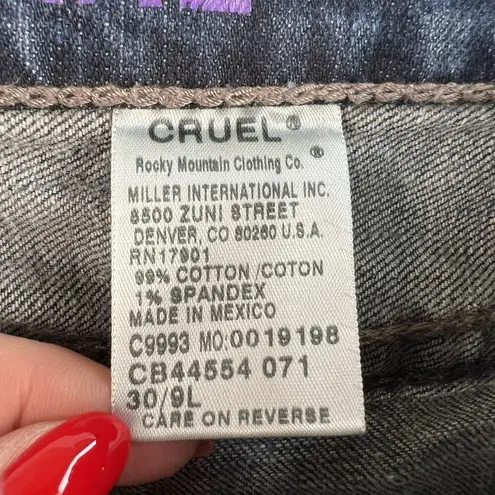 CRUEL®
Rocky Mountain Clothing Co. ®
MILLER INTERNATIONAL INC.
8500 ZUNI STREET
DENVER, CO 80260 U.S.A.
RN17901
99% COTTON /COTON
1% SPANDEX
MADE IN MEXICO
C9993 MO:0019198
CB44554 071
30/9L
CARE ON REVERSE